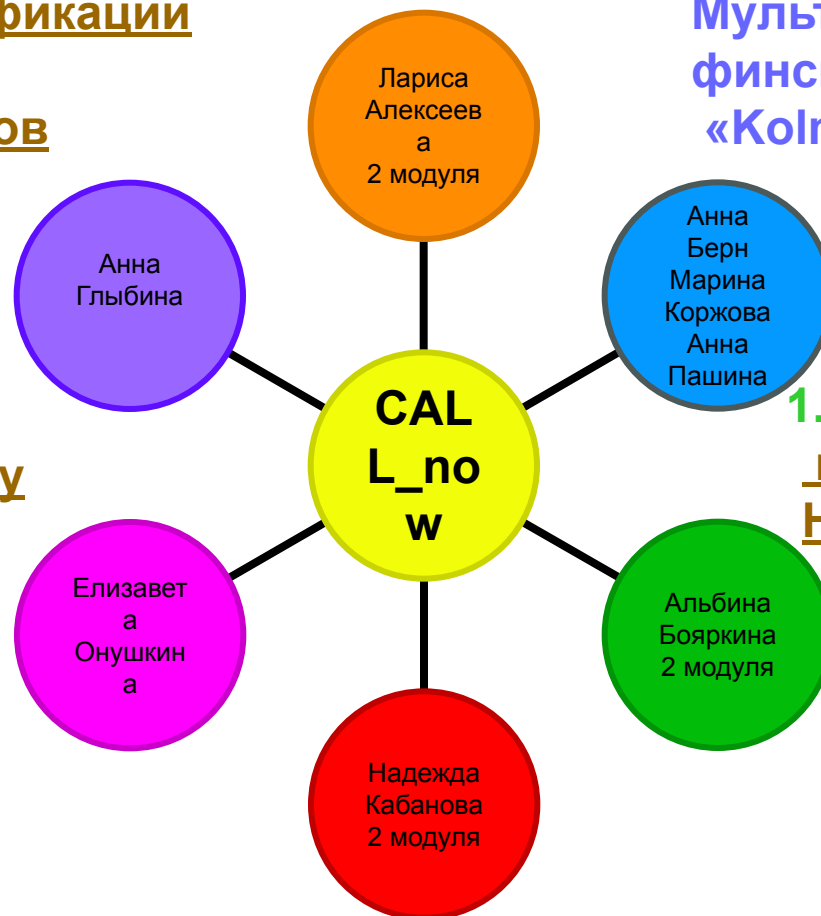 фикации
ов
Мульт
финс
«Koln
Лариса
Алексеев
а
2 модуля
Анна
Глыбина
Анна
Берн
Марина
Коржова
Анна
Пашина
CAL
L_no
w
1.
у
Н
Елизавет
а
Онушкин
а
Альбина
Бояркина
2 модуля
Надежда
Кабанова
2 модуля